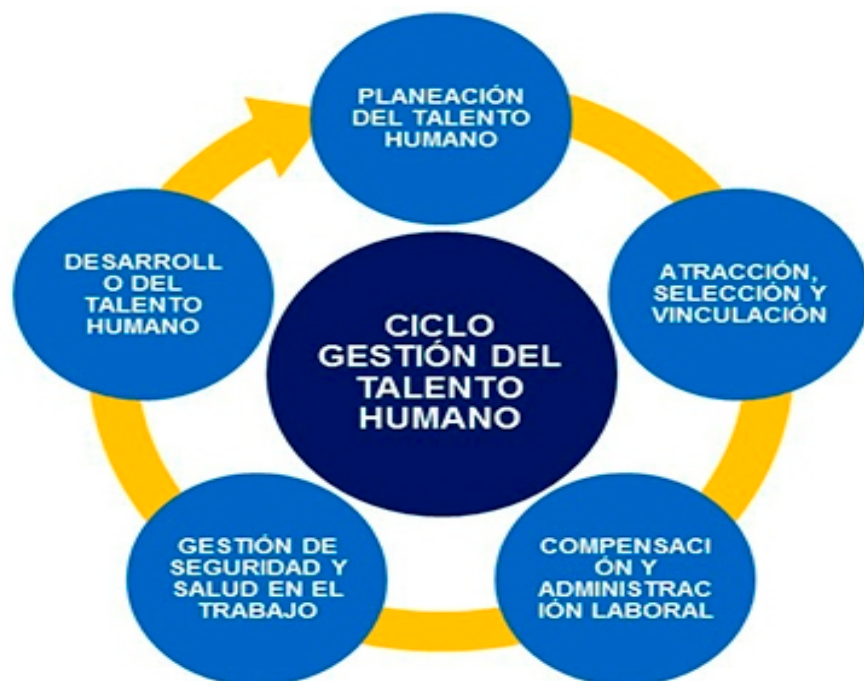 PLANEACIÓN
DEL TALENTO
HUMANO
ATRACCIÓN,
SELECCIÓN Y
VINCULACIÓN
COMPENSACI
ÓN Y
ADMINISTRAC
IÓN LABORAL
GESTIÓN DE
SEGURIDAD Y
SALUD EN EL
TRABAJO
DESARROLL
O DEL
TALENTO
HUMANO
CICLO
GESTIÓN DEL
TALENTO
HUMANO